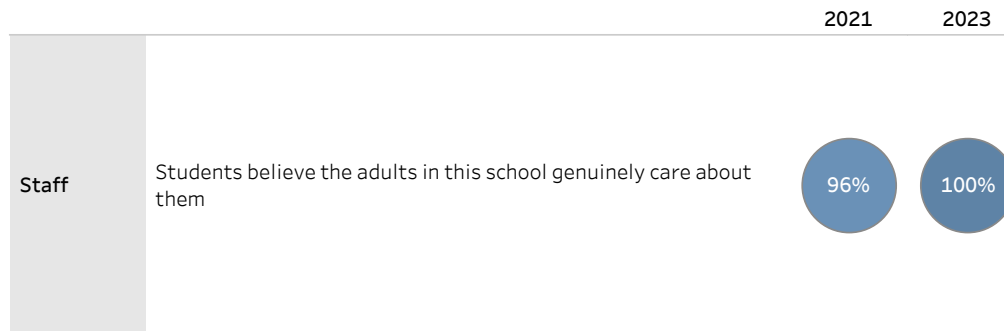 2021 2023
Staff
Students believe the adults in this school genuinely care about
them
96% 100%